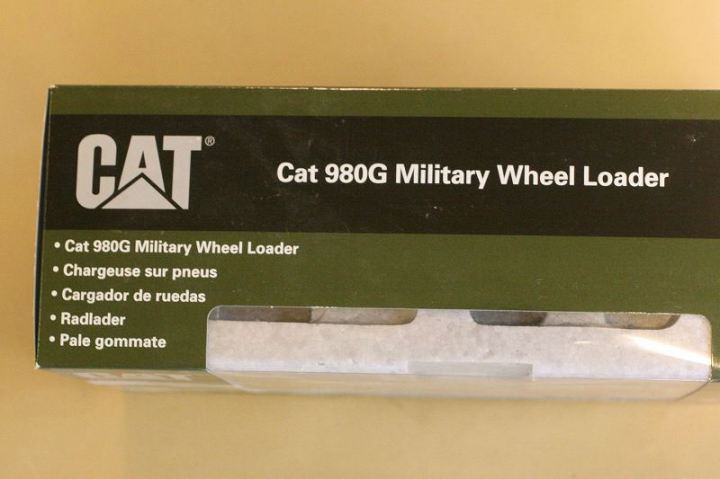 CAT®
Cat 980G Military Wheel Loader
• Cat 980G Military Wheel Loader
• Chargeuse sur pneus
• Cargador de ruedas
• Radlader
• Pale gommate